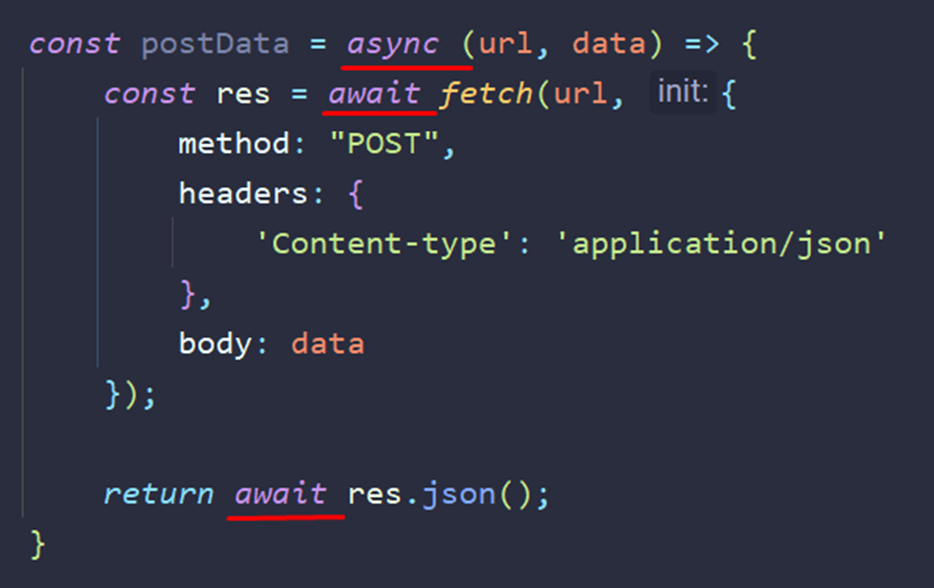 const postData = async (url, data) => {
const res = await fetch(url, init: {
method: "POST",
headers: {
'Content-type': 'application/json'
},
body: data
});
return await res.json();
}